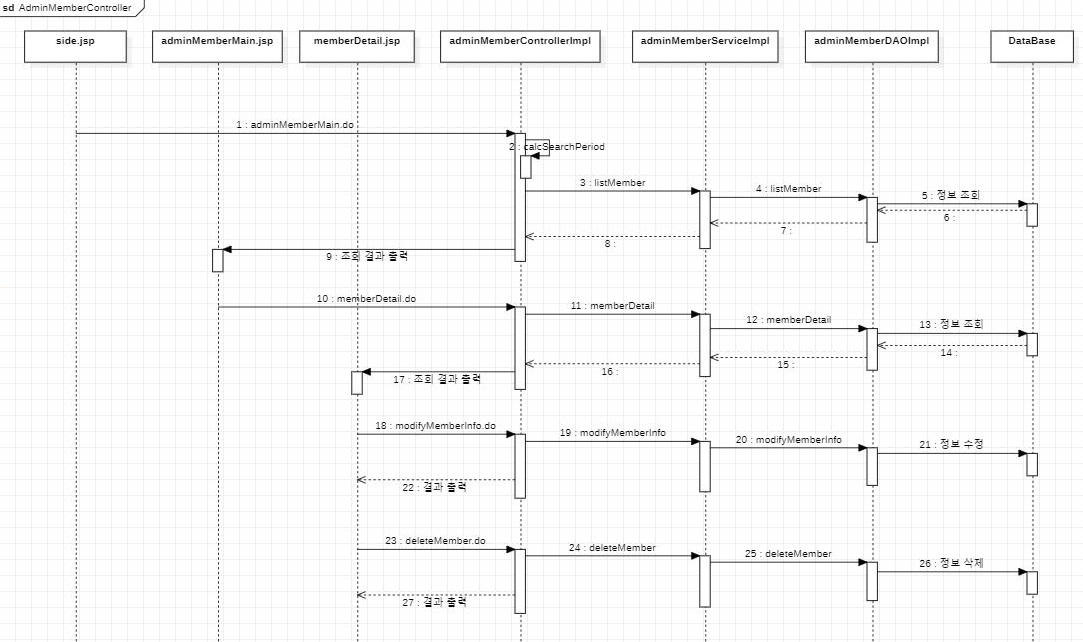 sd AdminMemberController
side.jsp
adminMemberMain.jsp
memberDetail.jsp
adminMemberControllerImpl
adminMemberServiceImpl
adminMemberDAOImpl
DataBase
1 : adminMemberMain.do
2 : calcSearchPeriod
3 : listMember
4 : listMember
5 : 정보 조회
6 :
7 :
8 :
9 : 조회 결과 출력
10 : memberDetail.do
11 : memberDetail
12 : memberDetail
13 : 정보 조회
14 :
15 :
16 :
17 : 조회 결과 출력
18 : modifyMemberInfo.do
19 : modifyMemberInfo
20 : modifyMemberInfo
21 : 정보 수정
22 : 결과 출력
23 : deleteMember.do
24 : deleteMember
25 : deleteMember
26 : 정보 삭제
27 : 결과 출력